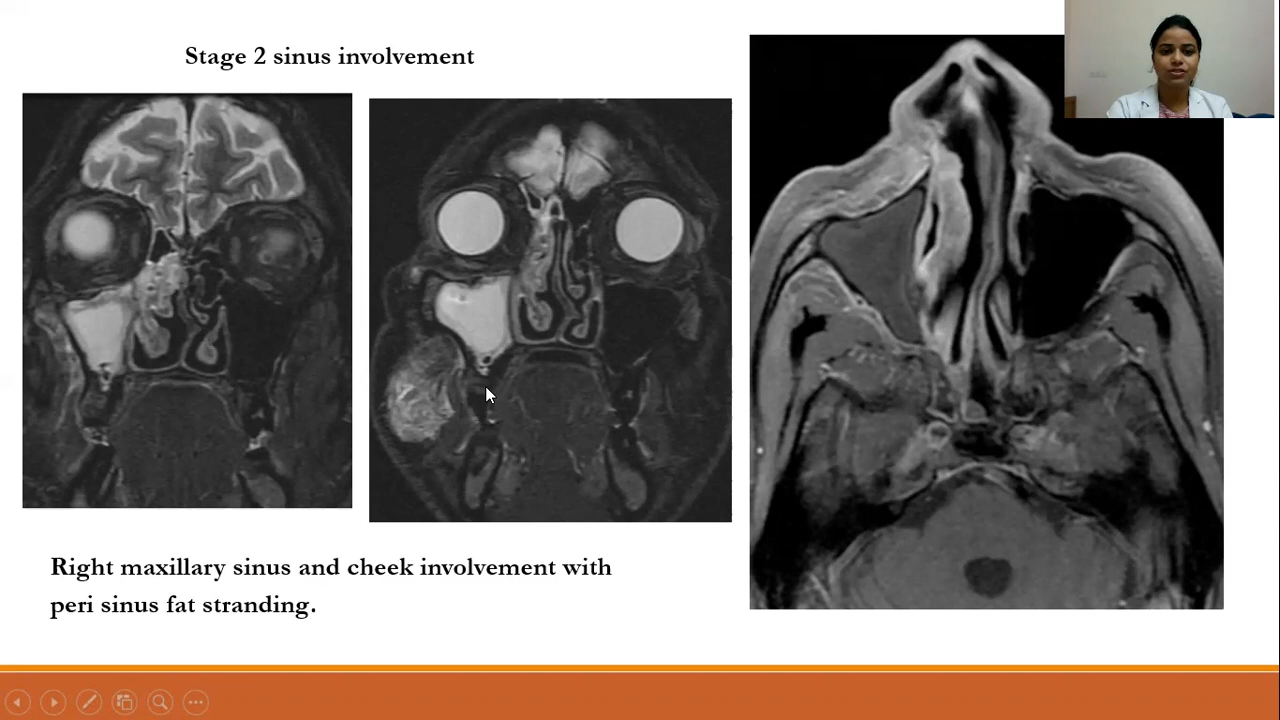 Stage 2 sinus involvement
Right maxillary sinus and cheek involvement with
peri sinus fat stranding.